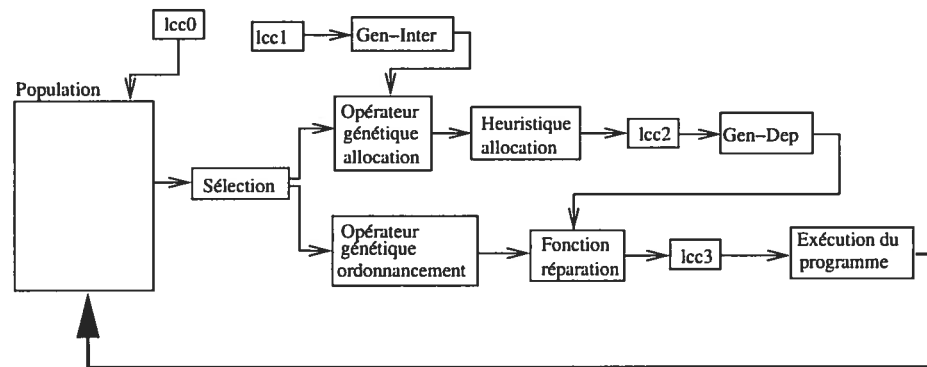 lcc0
lcc1
Gen-Inter
Population
Opérateur
génétique
allocation
Heuristique
allocation
lcc2
Gen-Dep
Sélection
Opérateur
génétique
ordonnancement
Fonction
réparation
lcc3
Exécution du
programme